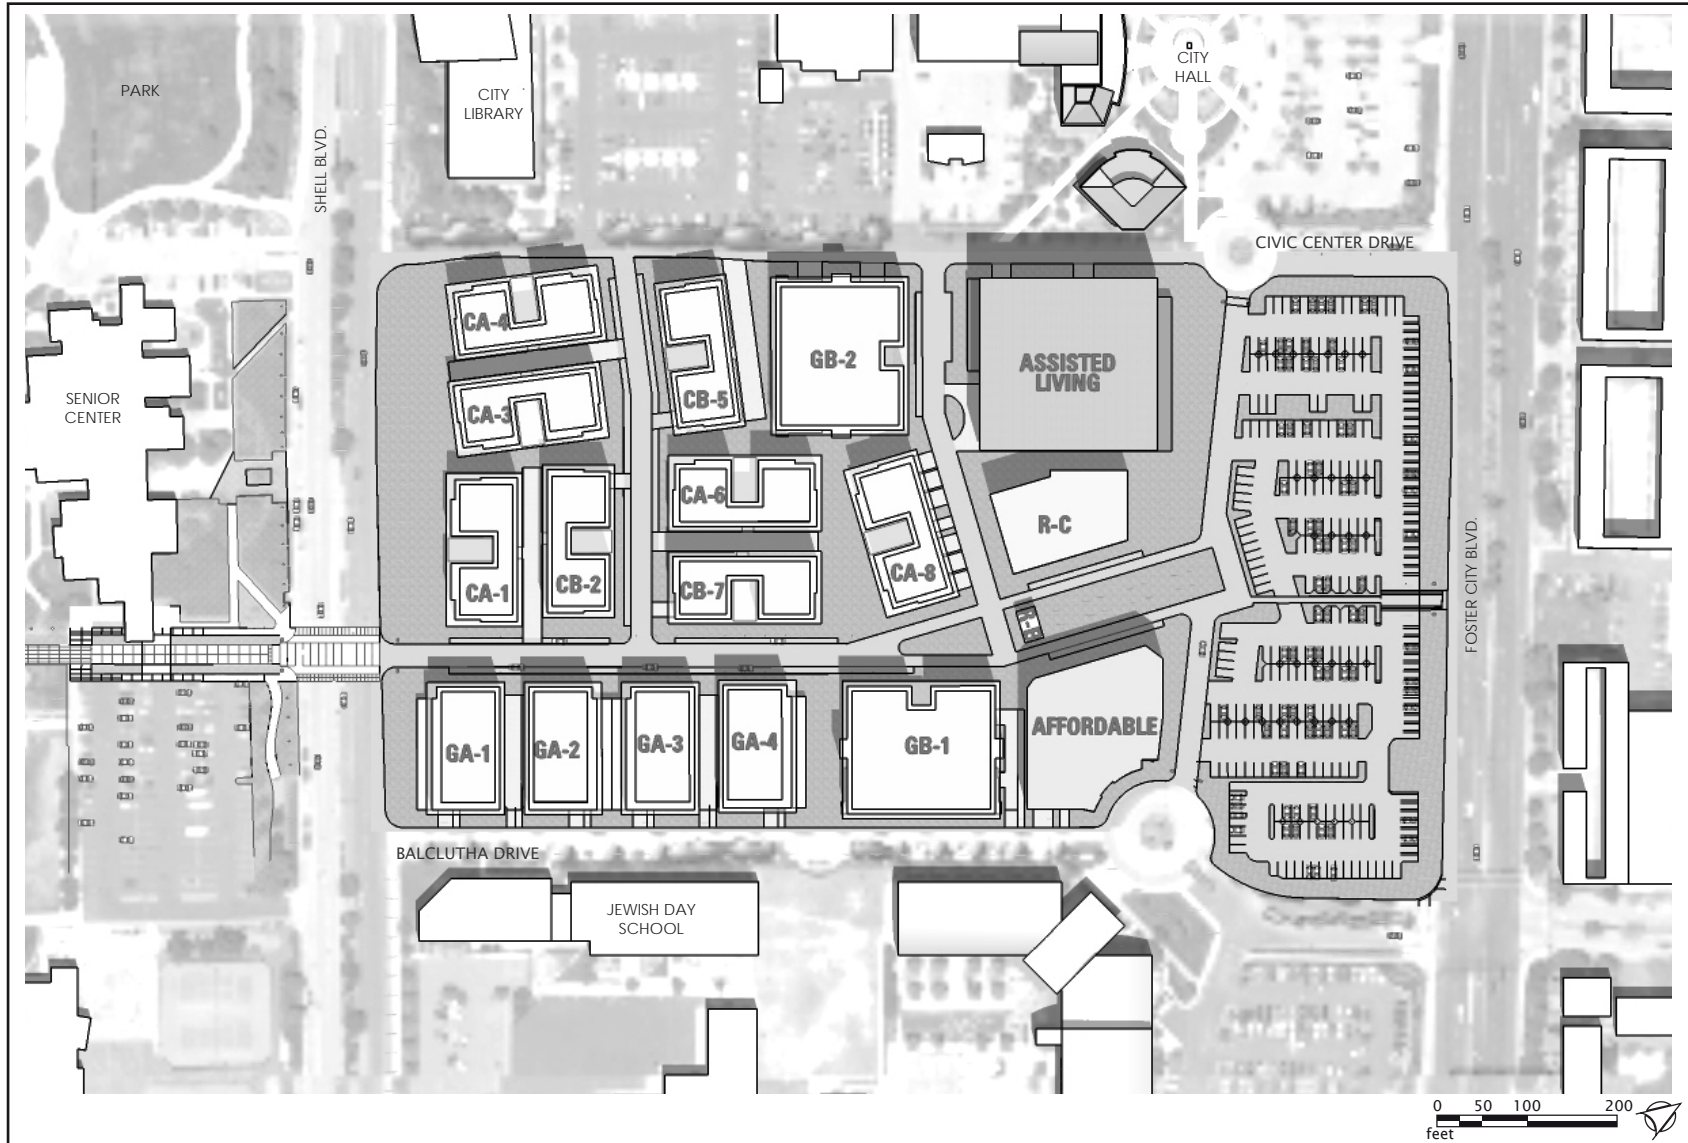 PARK
CITY
LIBRARY
CITY
HALL
SHELL BLVD.
CIVIC CENTER DRIVE
CA-4
CB-5
GB-2
ASSISTED
LIVING
SENIOR
CENTER
CA-3
CA-6
R-C
CA-1
CB-2
CB-7
CA-8
FOSTER CITY BLVD.
GA-1
GA-2
GA-3
GA-4
GB-1
AFFORDABLE
BALCLUTHA DRIVE
JEWISH DAY
SCHOOL
0 50 100 200
feet